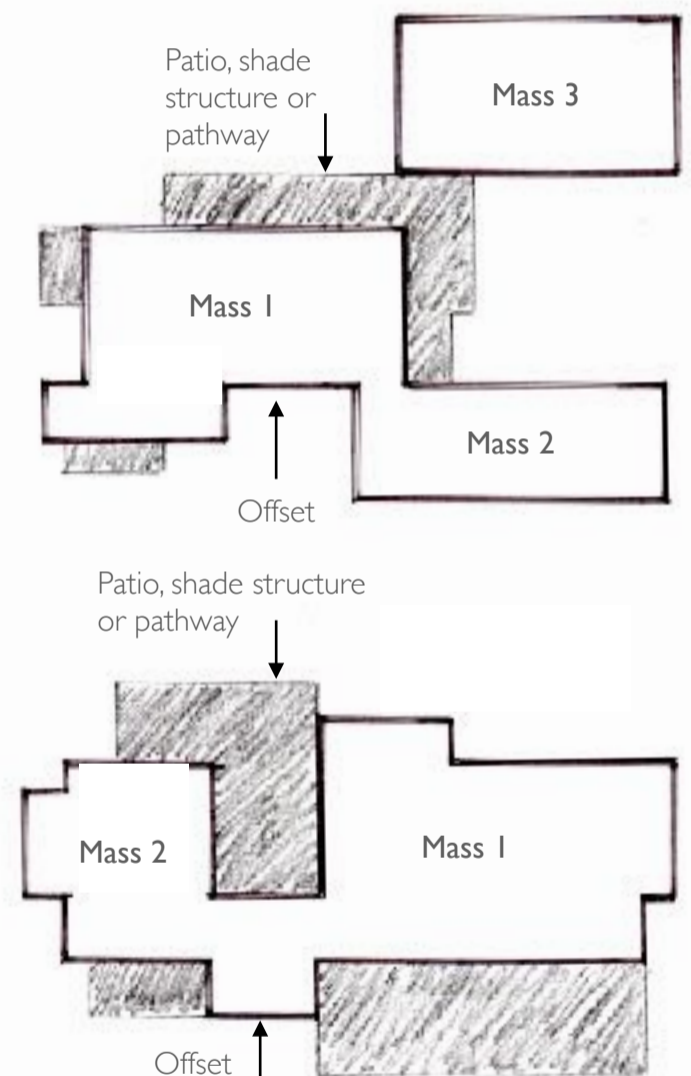 Patio, shade
structure or
pathway
Mass 3
Mass 1
Mass 2
Offset
Patio, shade structure
or pathway
Mass 2
Mass 1
Offset